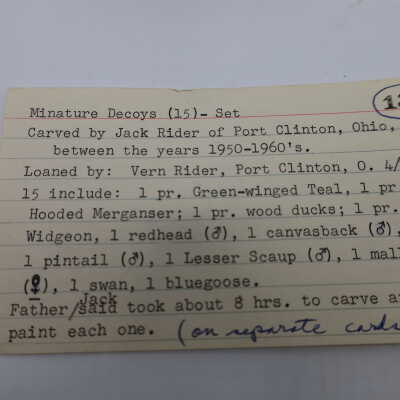 Minature Decoys (15)- Set
Carved by Jack Rider of Port Clinton, Ohio,
between the years 1950-1960's.
Loaned by: Vern Rider, Port Clinton, O. 4/
15 include: 1 pr. Green-winged Teal, 1 pr
Hooded Merganser; 1 pr. wood ducks; 1 pr.
Widgeon, 1 redhead (♂), 1 canvasback (♂),
1 pintail (♂), 1 Lesser Scaup (♂), 1 mal
(♀), 1 swan, 1 bluegoose.
Jack
Father/said took about 8 hrs. to carve a
paint each one. (on separate cards